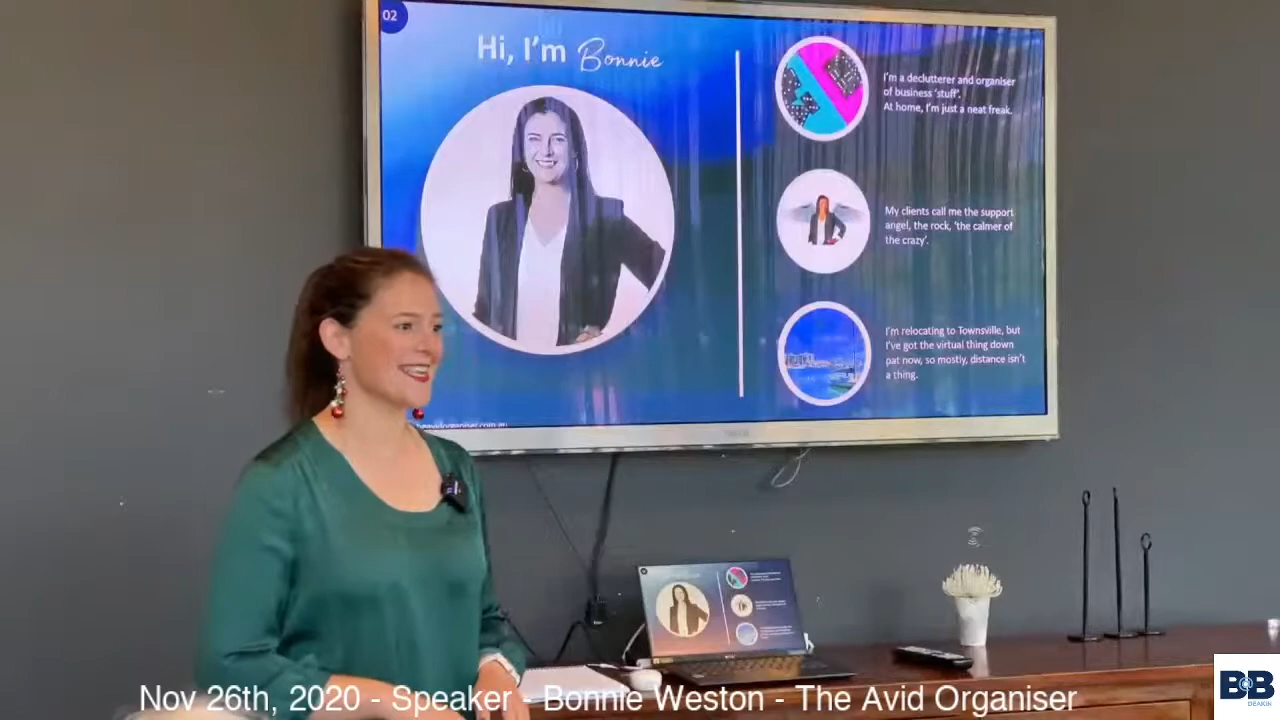 02
Hi, I'm Bonnie
I'm a declutterer and organiser
of business 'stuff'.
At home, I'm just a neat freak.
My clients call me the support
angel, the rock, 'the calmer of
the crazy'.
I'm relocating to Townsville, but
I've got the virtual thing down
pat now, so mostly, distance isn't
a thing.
Nov 26th, 2020 - Speaker - Bonnie Weston - The Avid Organiser
BB
DEAKIN